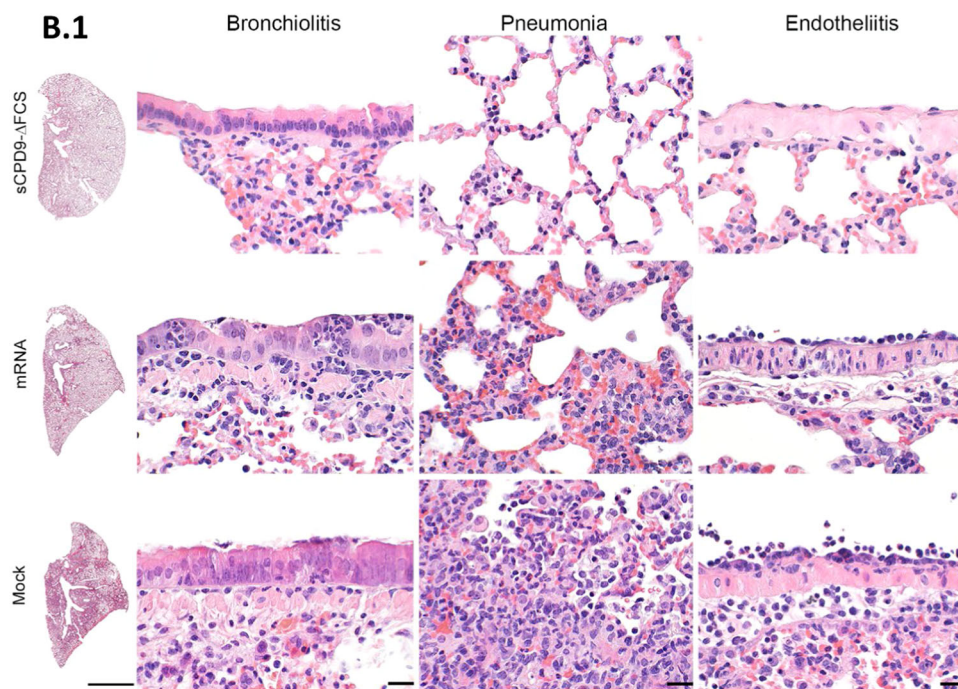 B.1
Bronchiolitis
Pneumonia
Endotheliitis
sCPD9-ΔFCS
mRNA
Mock